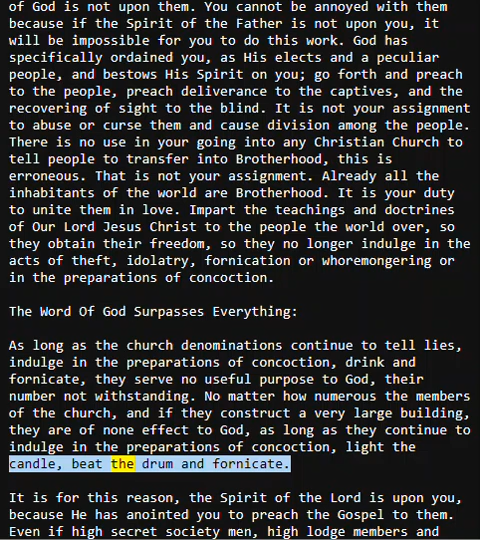 of God is not upon them. You cannot be annoyed with them
because if the Spirit of the Father is not upon you, it
will be impossible for you to do this work. God has
specifically ordained you, as His elects and a peculiar
people, and bestows His Spirit on you; go forth and preach
to the people, preach deliverance to the captives, and the
recovering of sight to the blind. It is not your assignment
to abuse or curse them and cause division among the people.
There is no use in your going into any Christian Church to
tell people to transfer into Brotherhood, this is
erroneous. That is not your assignment. Already all the
inhabitants of the world are Brotherhood. It is your duty
to unite them in love. Impart the teachings and doctrines
of Our Lord Jesus Christ to the people the world over, so
they obtain their freedom, so they no longer indulge in the
acts of theft, idolatry, fornication or whoremongering or
in the preparations of concoction.
The Word Of God Surpasses Everything:
As long as the church denominations continue to tell lies,
indulge in the preparations of concoction, drink and
fornicate, they serve no useful purpose to God, their
number not withstanding. No matter how numerous the members
of the church, and if they construct a very large building,
they are of none effect to God, as long as they continue to
indulge in the preparations of concoction, light the
candle, beat the drum and fornicate.
It is for this reason, the Spirit of the Lord is upon you,
because He has anointed you to preach the Gospel to them.
Even if high secret society men, high lodge members and